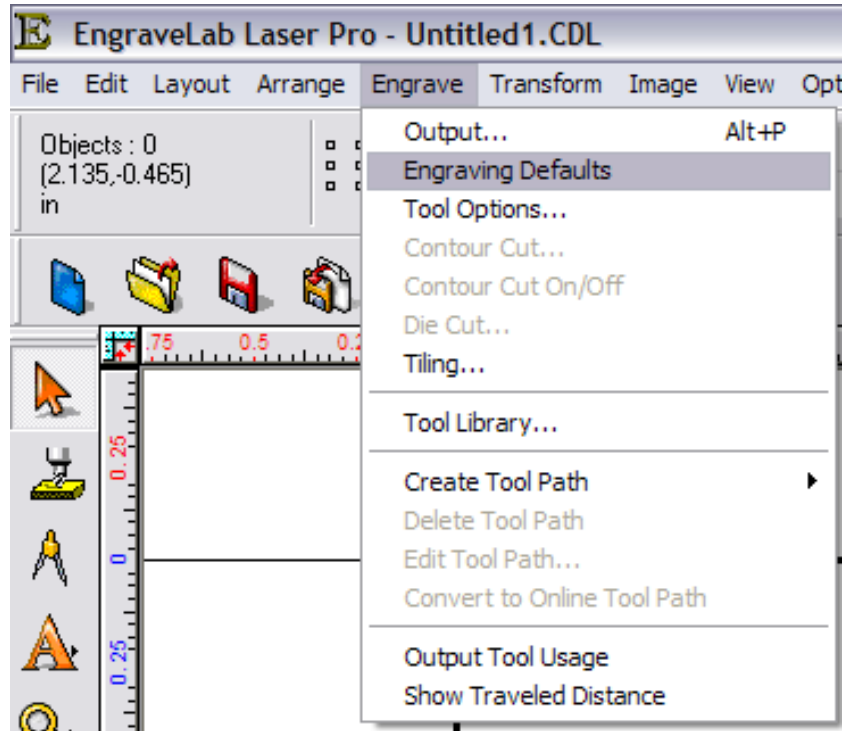 EngraveLab Laser Pro - Untitled1.CDL
File Edit Layout Arrange Engrave Transform Image View Opt
Objects : 0
(2.135,-0.465)
in
Output... Alt+P
Engraving Defaults
Tool Options...
Contour Cut...
Contour Cut On/Off
Die Cut...
Tiling...
Tool Library...
Create Tool Path
Delete Tool Path
Edit Tool Path...
Convert to Online Tool Path
Output Tool Usage
Show Traveled Distance
.75 0.5 0.2
0.25
0
0.25